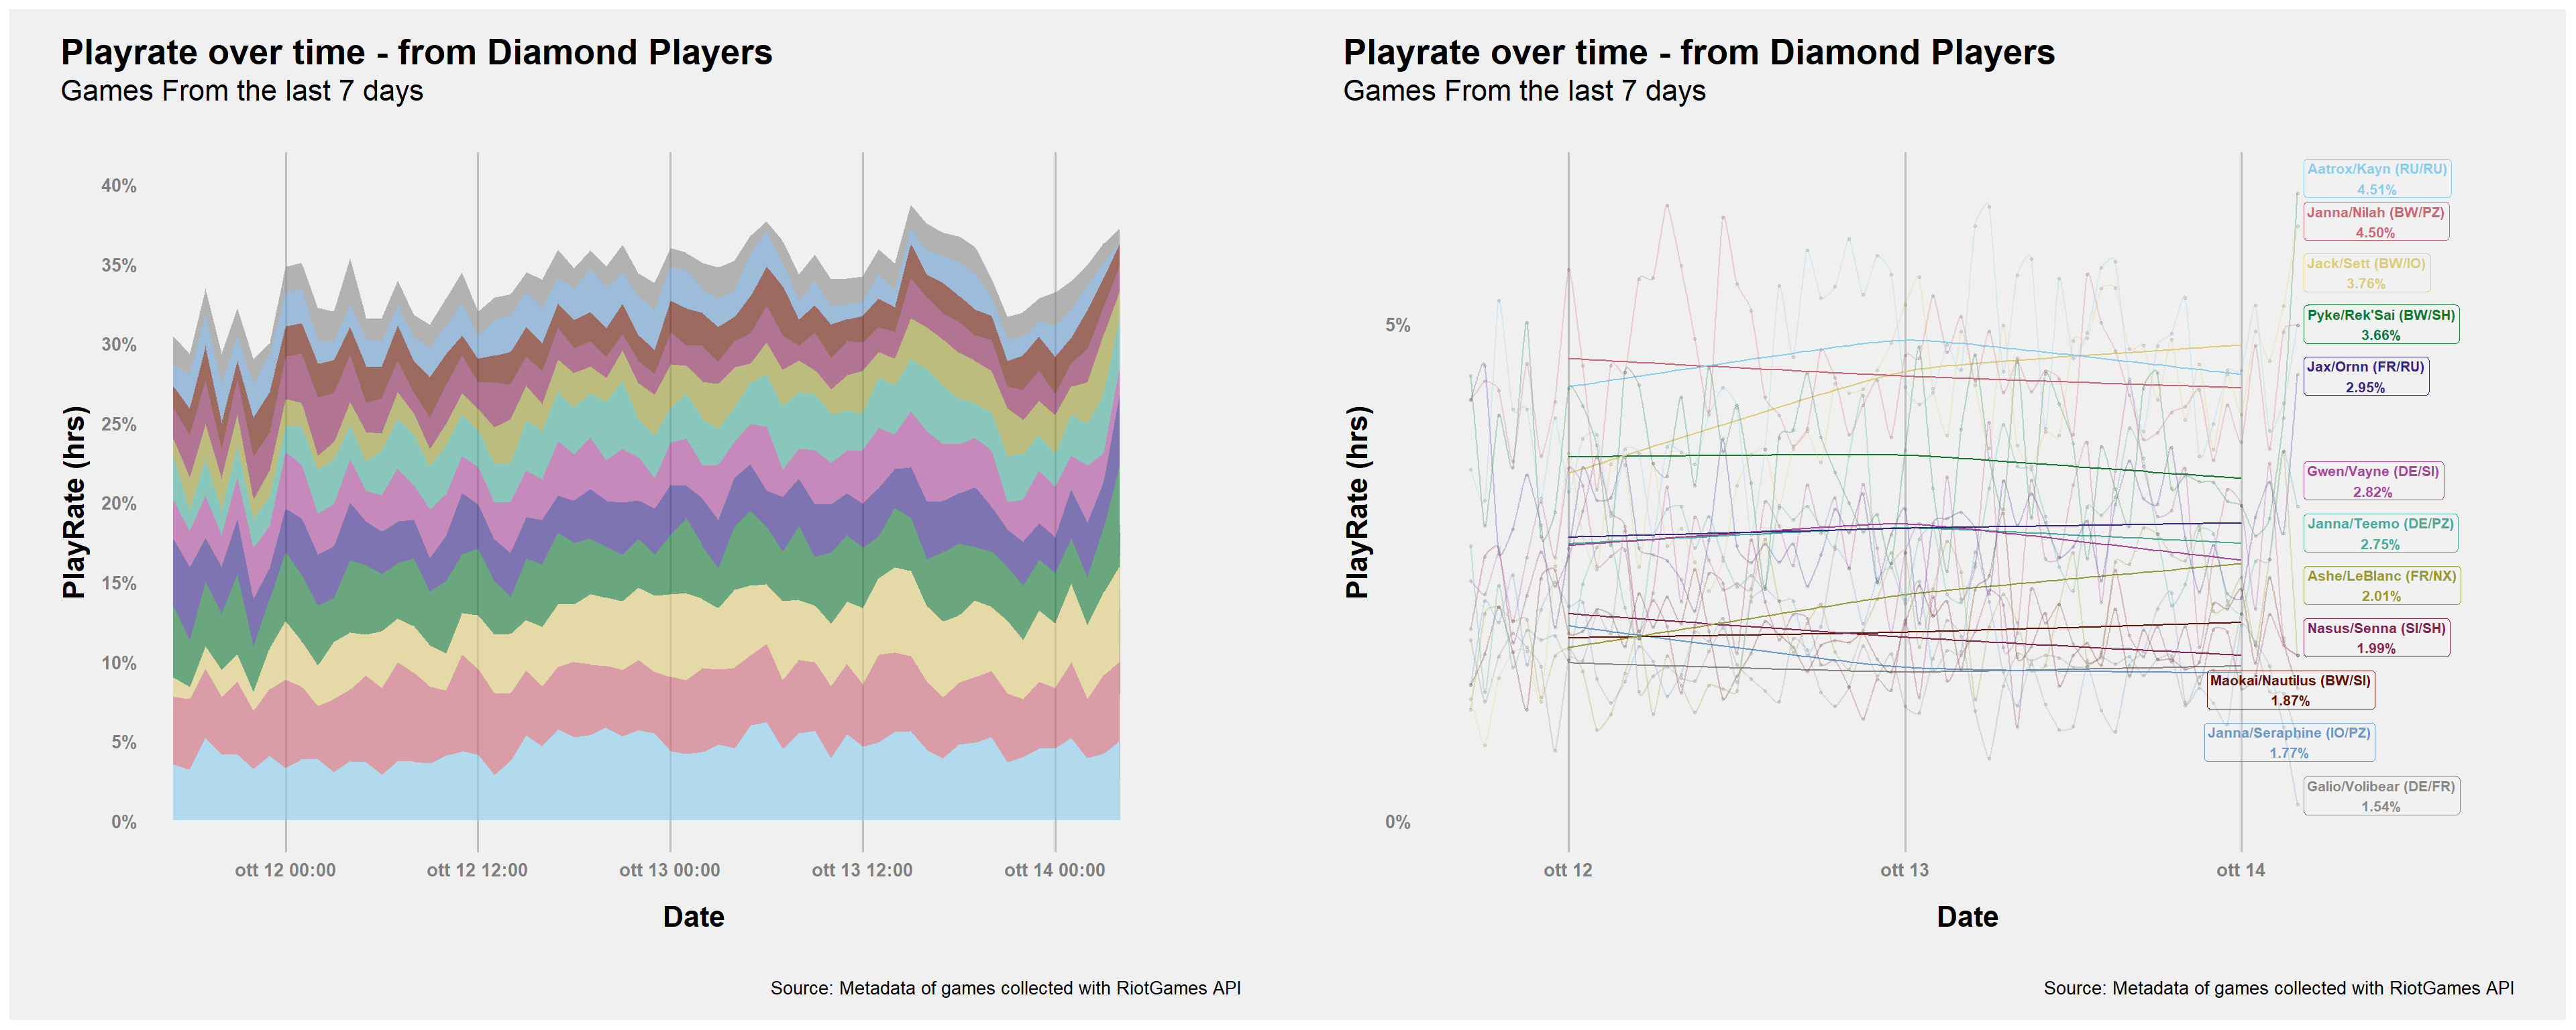 Playrate over time - from Diamond Players
Games From the last 7 days
PlayRate (hrs)
40%
35%
30%
25%
20%
15%
10%
5%
0%
ott 12 00:00
ott 12 12:00
ott 13 00:00
ott 13 12:00
ott 14 00:00
Date
Source: Metadata of games collected with RiotGames API
Playrate over time - from Diamond Players
Games From the last 7 days
PlayRate (hrs)
5%
0%
Aatrox/Kayn (RU/RU)
4.51%
Janna/Nilah (BW/PZ)
4.50%
Jack/Sett (BW/IO)
3.76%
Pyke/Rek'Sai (BW/SH)
3.66%
Jax/Ornn (FR/RU)
2.95%
Gwen/Vayne (DE/SI)
2.82%
Janna/Teemo (DE/PZ)
2.75%
Ashe/LeBlanc (FR/NX)
2.01%
Nasus/Senna (SI/SH)
1.99%
Maokai/Nautilus (BW/SI)
1.87%
Janna/Seraphine (IO/PZ)
1.77%
Galio/Volibear (DE/FR)
1.54%
ott 12
ott 13
ott 14
Date
Source: Metadata of games collected with RiotGames API